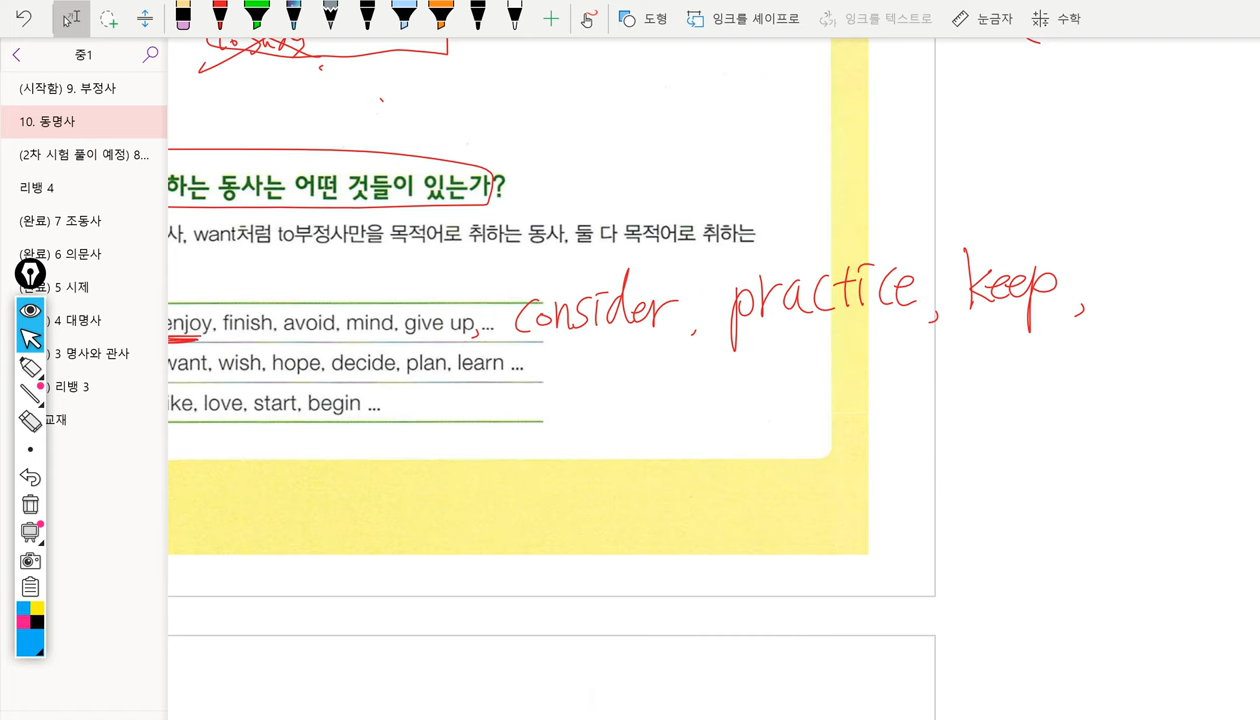 도형
잉크를 셰이프로
잉크를 텍스트로
눈금자
수학
중1
(시작함) 9. 부정사
10. 동명사
(2차 시험 풀이 예정) 8...
리뱅 4
(완료) 7 조동사
(완료) 6 의문사
) 5 시제
) 4 대명사
) 3 명사와 관사
) 리뱅 3
교재
하는 동사는 어떤 것들이 있는가?
사, want처럼 to부정사만을 목적어로 취하는 동사, 둘 다 목적어로 취하는
enjoy, finish, avoid, mind, give up, ... consider, practice, keep,
want, wish, hope, decide, plan, learn ...
ike, love, start, begin ...